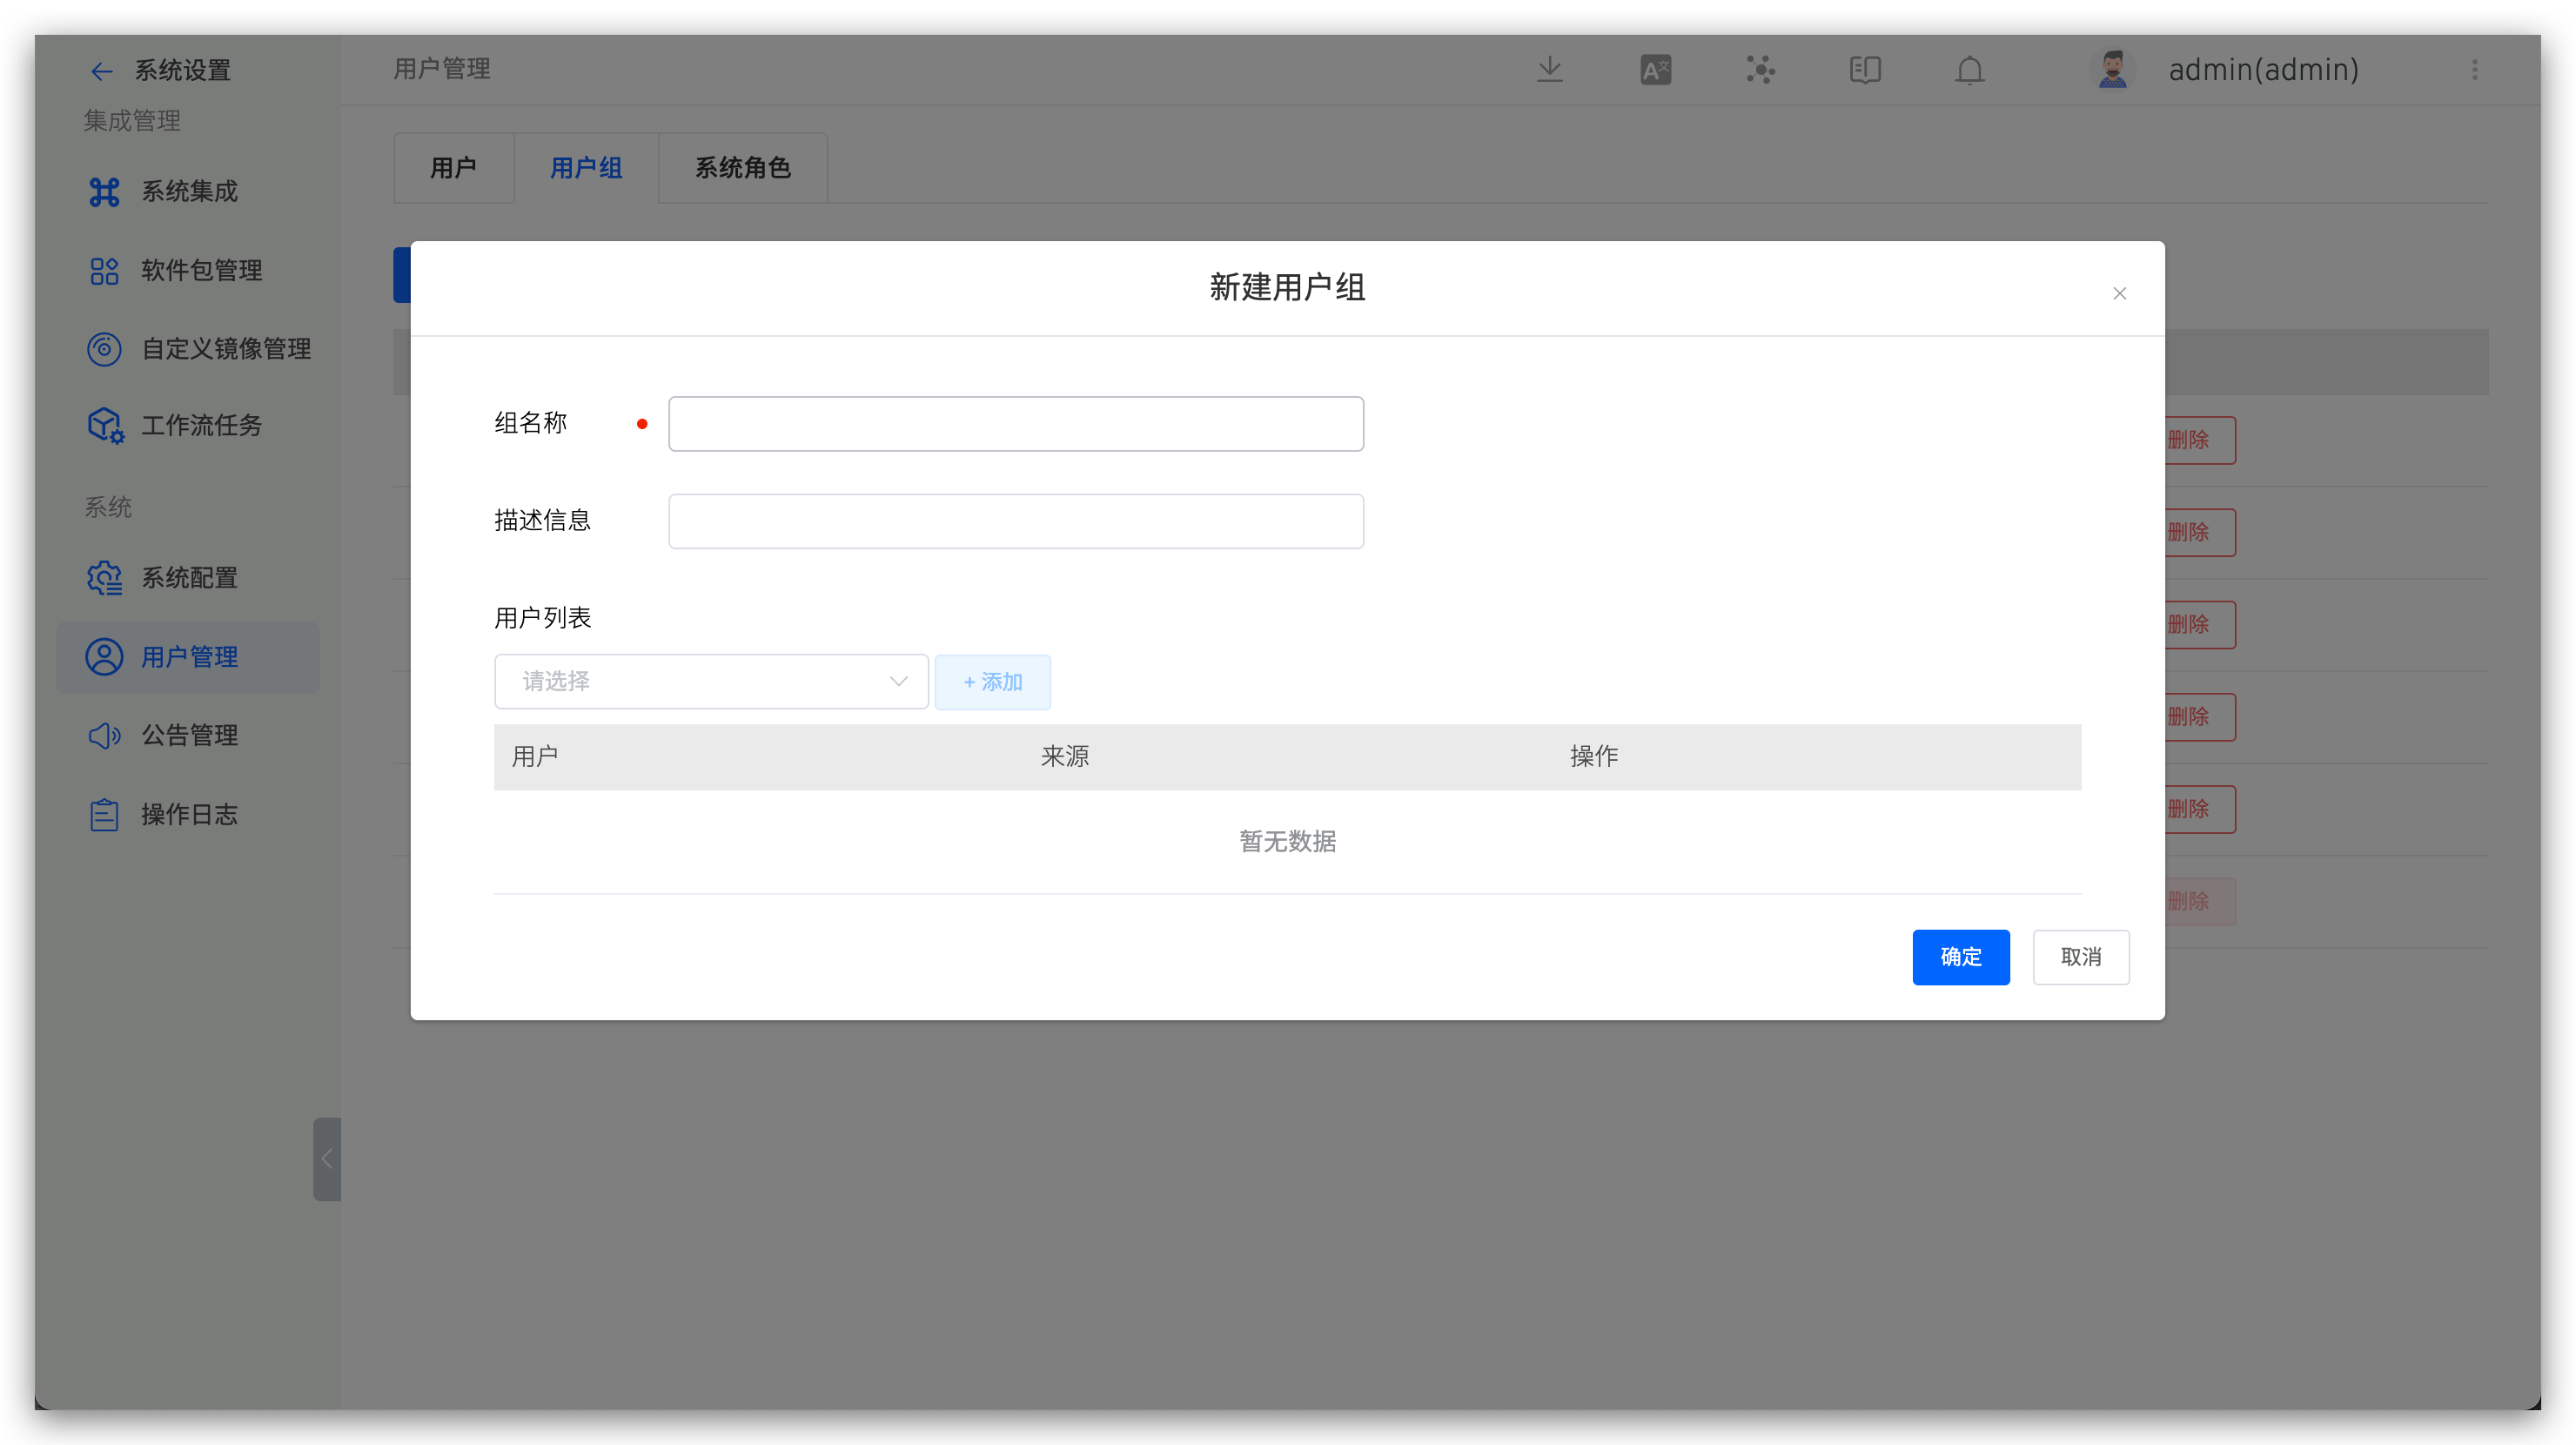 系统设置
集成管理
系统集成
软件包管理
自定义镜像管理
工作流任务
系统
系统配置
用户管理
公告管理
操作日志
用户管理
A文
admin(admin)
用户
用户组
系统角色
新建用户组
组名称
描述信息
用户列表
请选择
+ 添加
用户 来源 操作
暂无数据
确定
取消
删除
删除
删除
删除
删除
删除